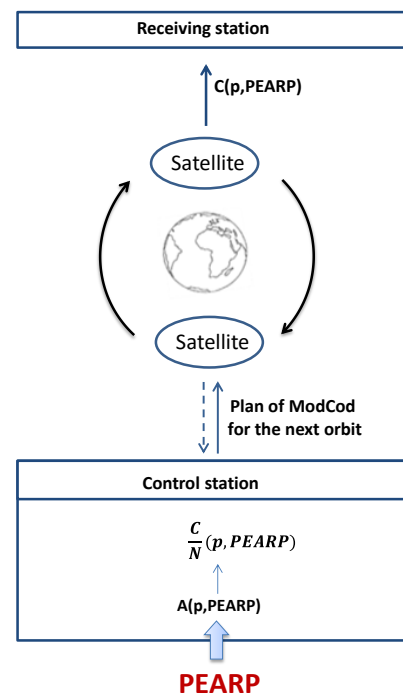 Receiving station
C(p,PEARP)
Satellite
Satellite
Plan of ModCod
for the next orbit
Control station
C/N (p, PEARP)
A(p,PEARP)
PEARP